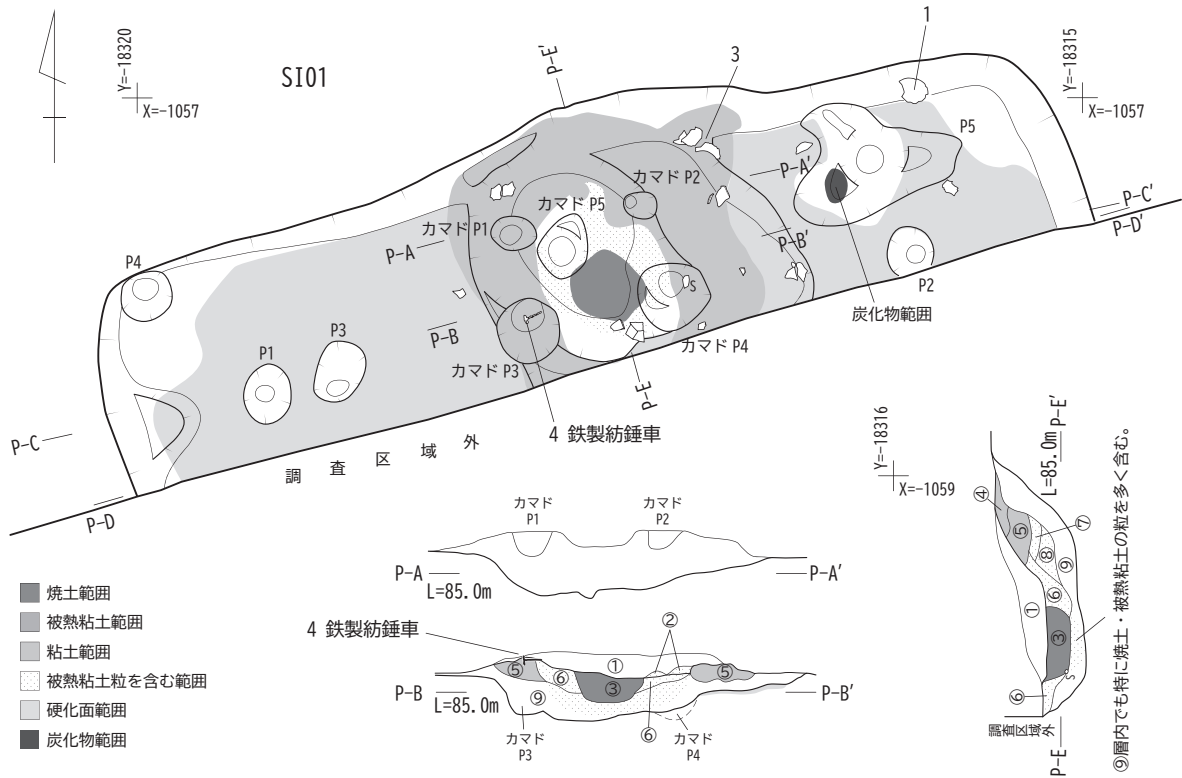 SI01
Y=-18320
X=-1057
P-E′
3
1
Y=-18315
X=-1057
P5
カマド P2
P-A′
カマド P5
カマド P1
P-A
P-B′
P-C′
P-D′
P4
P2
炭化物範囲
P3
P1
P-B
S
カマド P4
カマド P3
P-E
P-C
4 鉄製紡錘車
調査区域外
P-D
Y=-18316
X=-1059
焼土範囲
被熱粘土範囲
粘土範囲
被熱粘土粒を含む範囲
硬化面範囲
炭化物範囲
カマド
P1
カマド
P2
P-A
L=85.0m
P-A′
4 鉄製紡錘車
②
①
⑤
⑥
③
⑤
⑨
P-B
L=85.0m
P-B′
⑥
カマド
P3
カマド
P4
P-E′
L=85.0m
④
⑤
⑦
⑧
⑨
⑥
①
③
S
⑥
調査区域外
P-E
⑨層内でも特に焼土・被熱粘土の粒を多く含む。